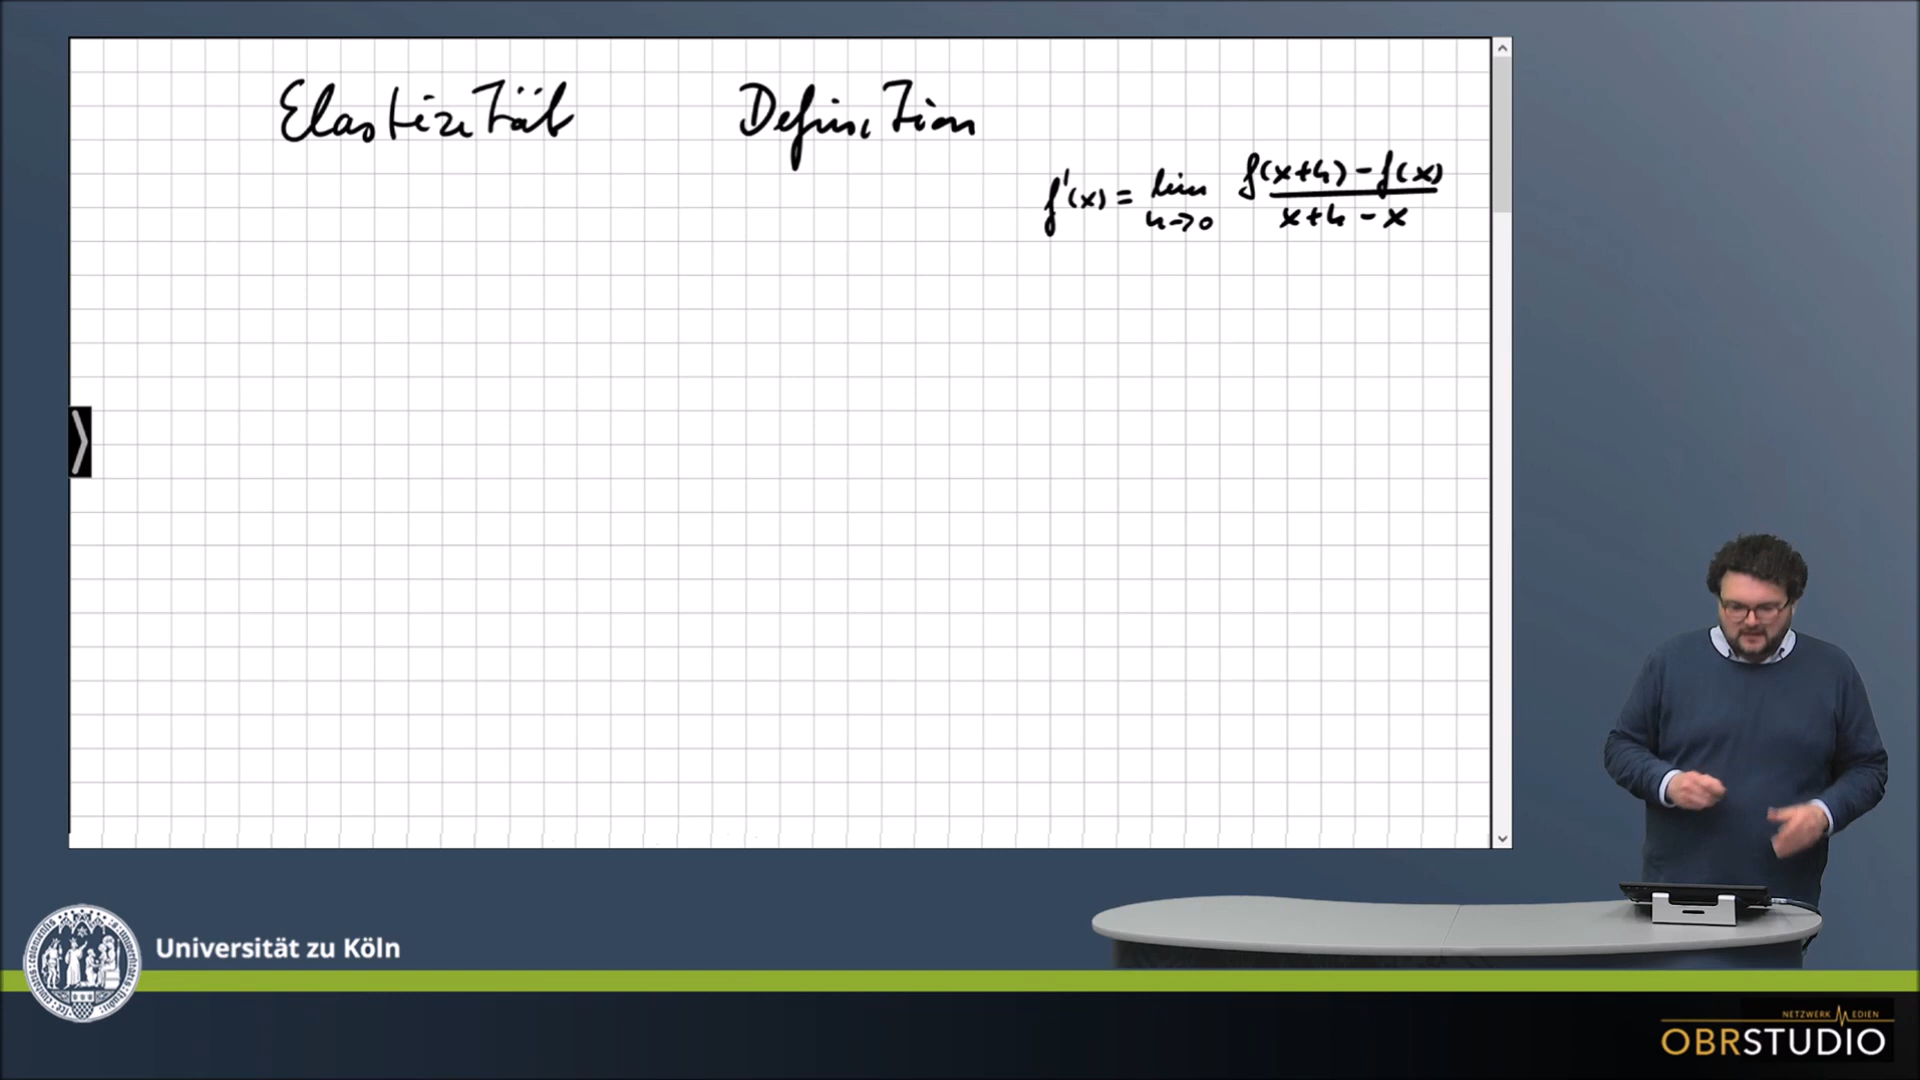 Elastizität Definition
f'(x) = lim h→0 f(x+h) - f(x) / x+h - x
Universität zu Köln
NETZWERK MEDIEN
OBRSTUDIO